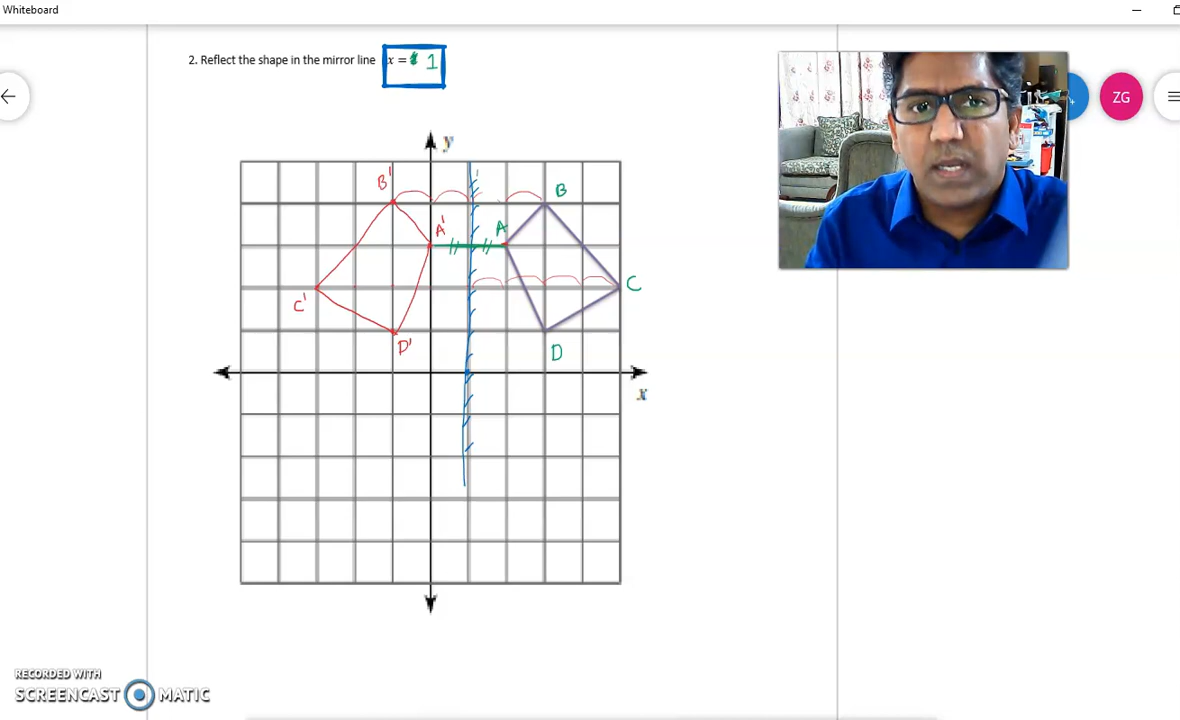 Whiteboard
2. Reflect the shape in the mirror line x = 1
ZG
y
B'
B
A'
A
C
C'
D'
D
x
RECORDED WITH
SCREENCAST MATIC